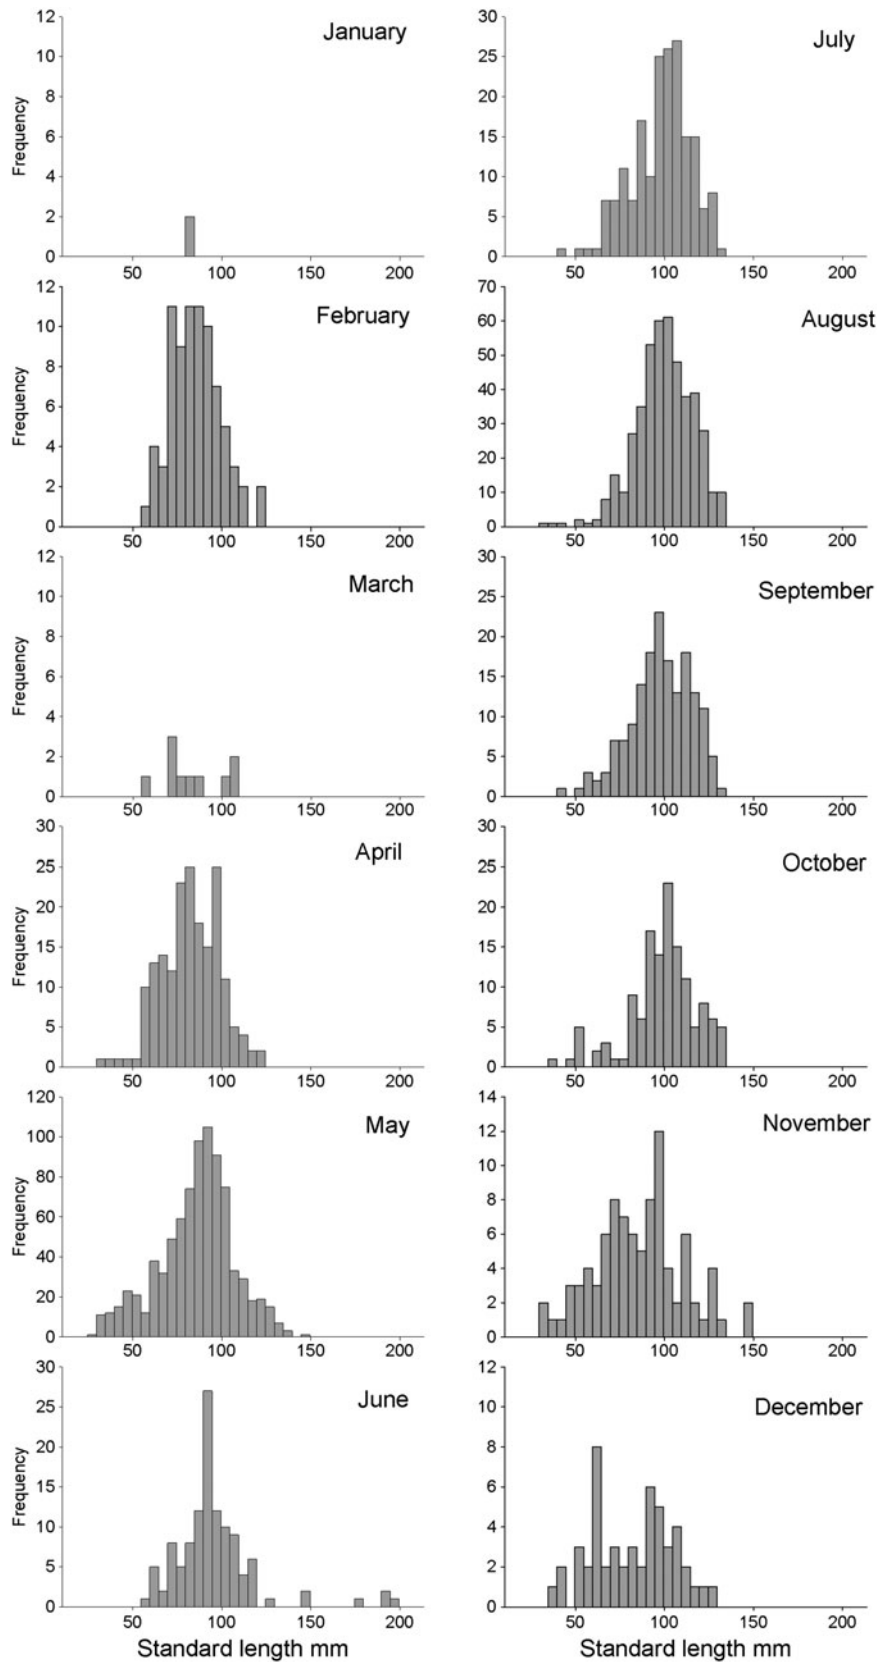 January
Frequency
12
10
8
6
4
2
0
50 100 150 200
February
Frequency
12
10
8
6
4
2
0
50 100 150 200
March
Frequency
12
10
8
6
4
2
0
50 100 150 200
April
Frequency
30
25
20
15
10
5
0
50 100 150 200
May
Frequency
120
100
80
60
40
20
0
50 100 150 200
June
Frequency
30
25
20
15
10
5
0
50 100 150 200
Standard length mm
July
30
25
20
15
10
5
0
50 100 150 200
August
70
60
50
40
30
20
10
0
50 100 150 200
September
30
25
20
15
10
5
0
50 100 150 200
October
30
25
20
15
10
5
0
50 100 150 200
November
14
12
10
8
6
4
2
0
50 100 150 200
December
12
10
8
6
4
2
0
50 100 150 200
Standard length mm